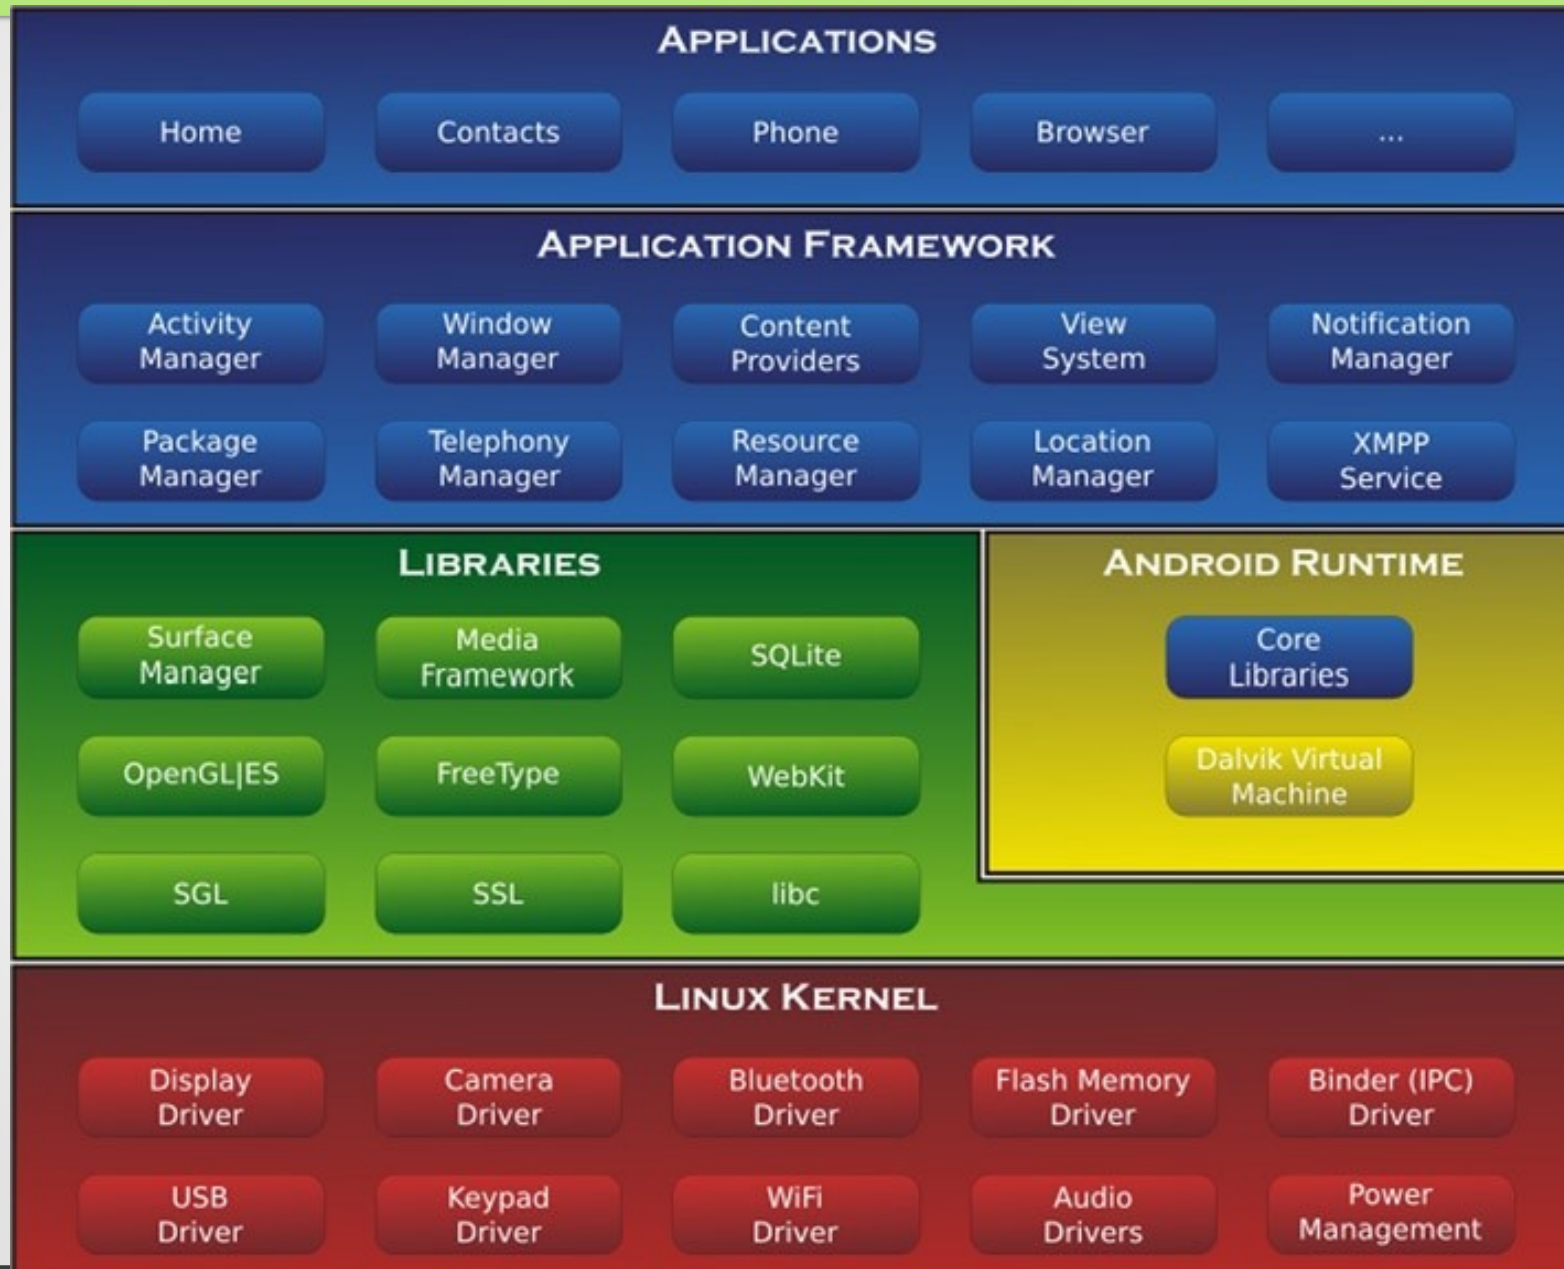 APPLICATIONS
Home
Contacts
Phone
Browser
...
APPLICATION FRAMEWORK
Activity
Manager
Window
Manager
Content
Providers
View
System
Notification
Manager
Package
Manager
Telephony
Manager
Resource
Manager
Location
Manager
XMPP
Service
LIBRARIES
Surface
Manager
Media
Framework
SQLite
OpenGL|ES
FreeType
WebKit
SGL
SSL
libc
ANDROID RUNTIME
Core
Libraries
Dalvik Virtual
Machine
LINUX KERNEL
Display
Driver
Camera
Driver
Bluetooth
Driver
Flash Memory
Driver
Binder (IPC)
Driver
USB
Driver
Keypad
Driver
WiFi
Driver
Audio
Drivers
Power
Management